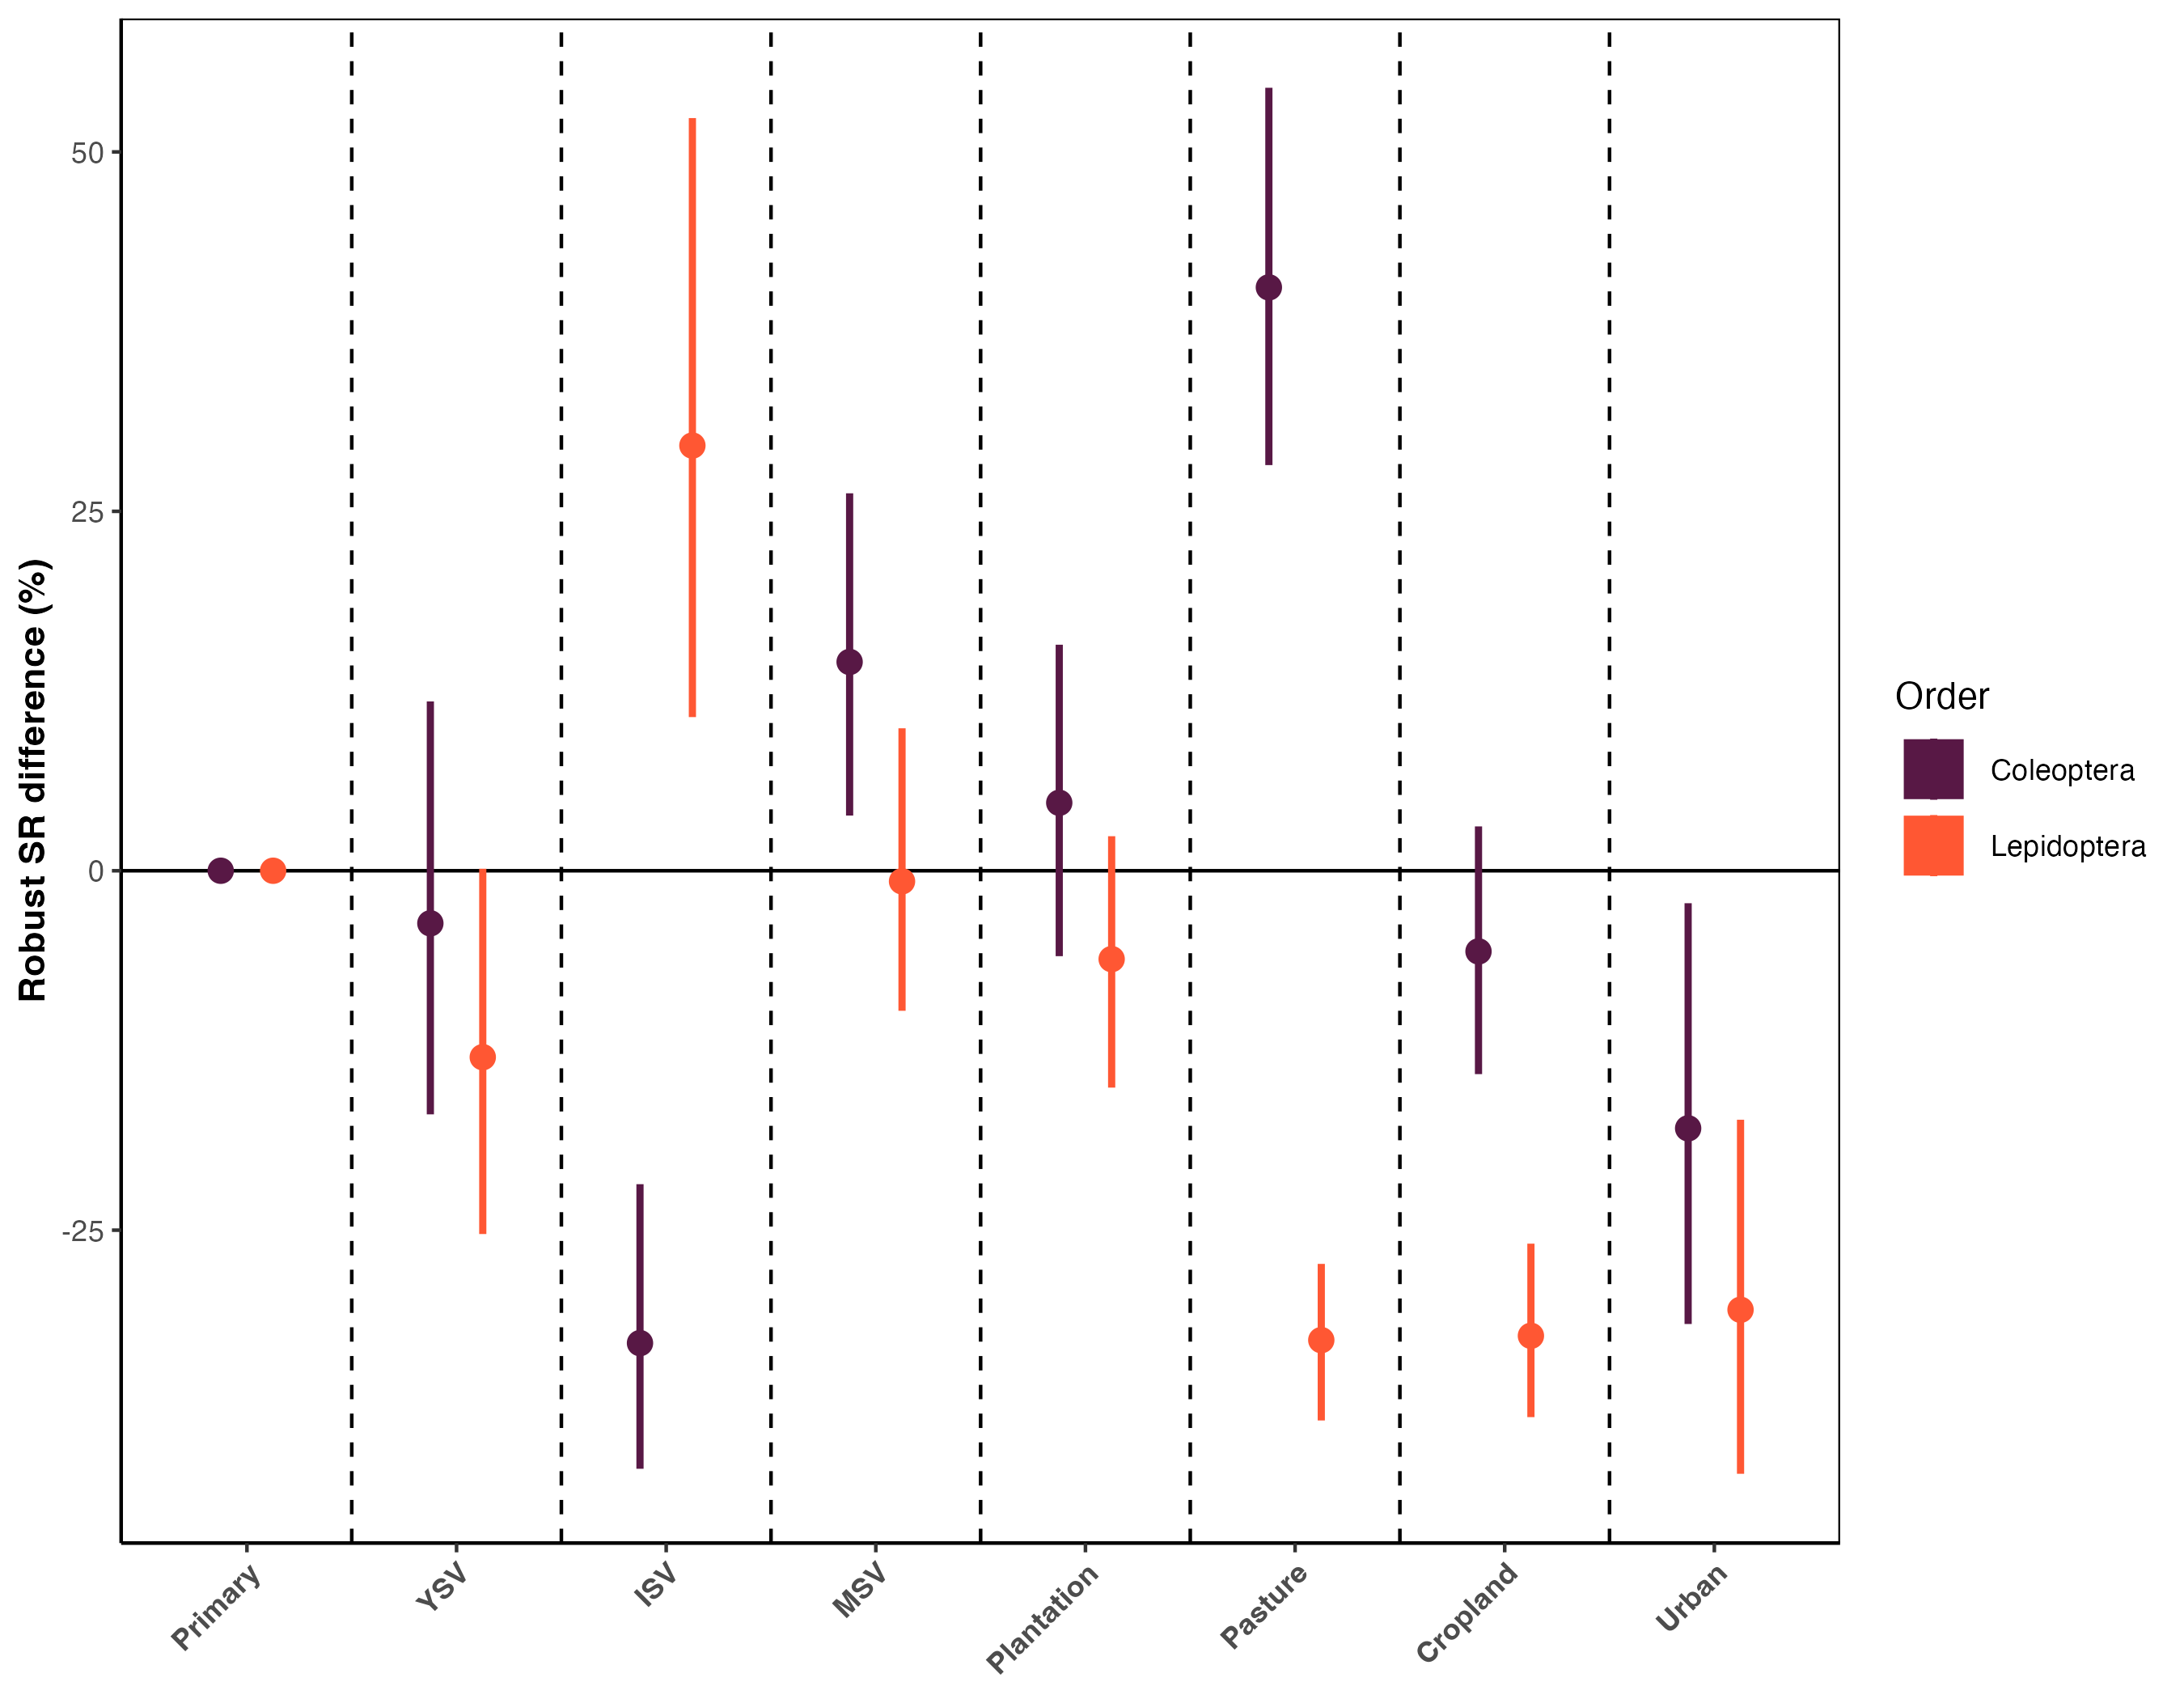 Robust SR difference (%)
50
25
0
-25
Primary
YSV
ISV
MSV
Plantation
Pasture
Cropland
Urban
Order
Coleoptera
Lepidoptera